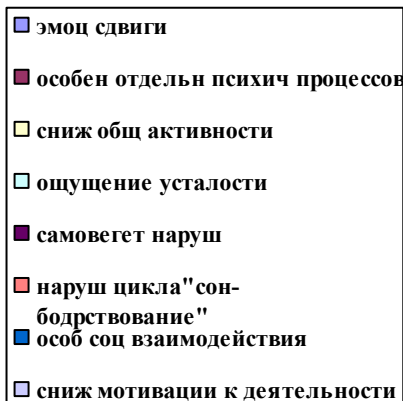 эмоц сдвиги
особен отдельн психич процессов
сниж общ активности
ощущение усталости
самовегет наруш
наруш цикла"сон-
бодрствование"
особ соц взаимодействия
сниж мотивации к деятельности